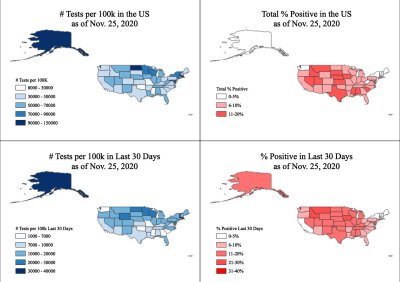 # Tests per 100k in the US
as of Nov. 25, 2020
# Tests per 100K
8000 - 30000
30000 - 50000
50000 - 70000
70000 - 90000
90000 - 150000
Total % Positive in the US
as of Nov. 25, 2020
Total % Positive
0-5%
6-10%
11-20%
# Tests per 100k in Last 30 Days
as of Nov. 25, 2020
# Tests per 100k Last 30 Days
1000 - 7000
7000 - 10000
10000 - 20000
20000 - 30000
30000 - 40000
% Positive in Last 30 Days
as of Nov. 25, 2020
% Positive Last 30 Days
0-5%
6-10%
11-20%
21-30%
31-40%